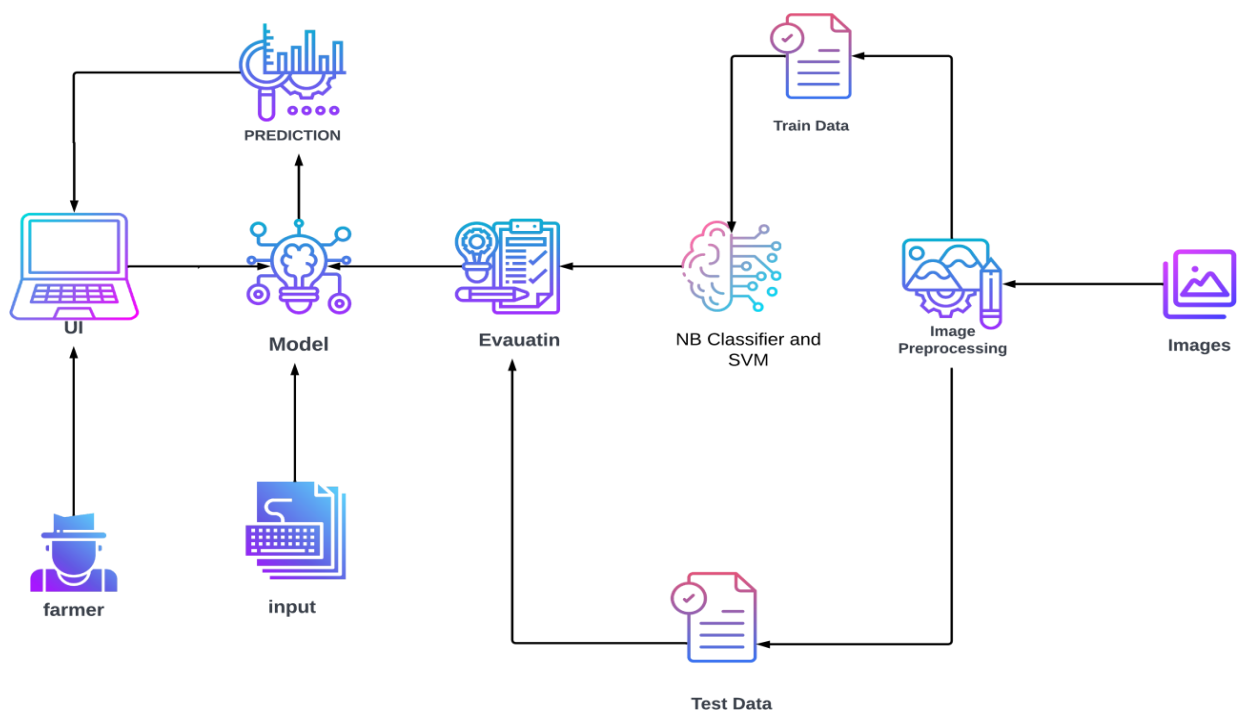 Train Data
PREDICTION
UI
Model
Evauatin
NB Classifier and
SVM
Image
Preprocessing
Images
farmer
input
Test Data